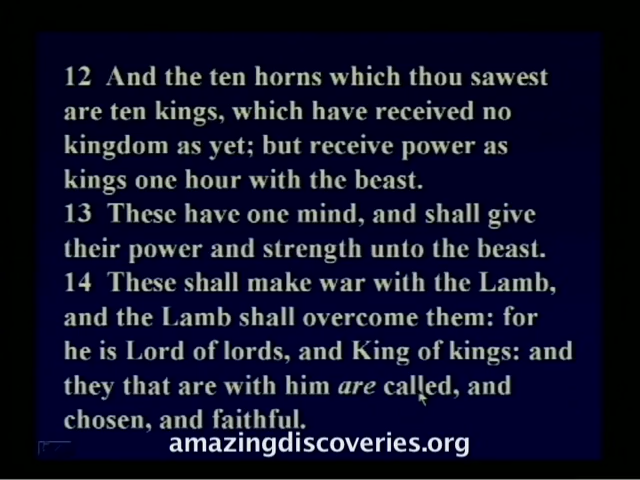 12 And the ten horns which thou sawest
are ten kings, which have received no
kingdom as yet; but receive power as
kings one hour with the beast.
13 These have one mind, and shall give
their power and strength unto the beast.
14 These shall make war with the Lamb,
and the Lamb shall overcome them: for
he is Lord of lords, and King of kings: and
they that are with him are called, and
chosen, and faithful.
amazingdiscoveries.org